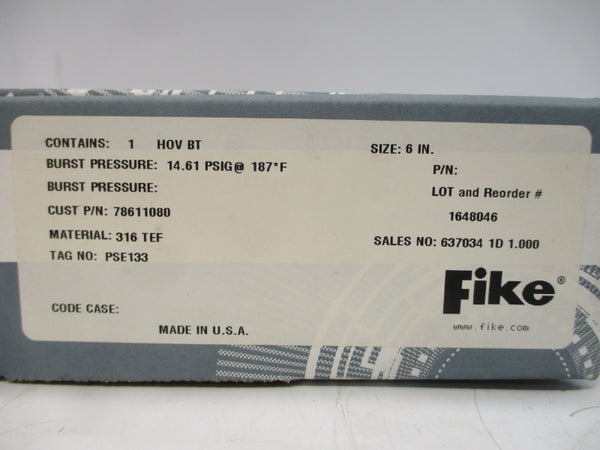 CONTAINS: 1 HOV BT
SIZE: 6 IN.
BURST PRESSURE: 14.61 PSIG@ 187*F
P/N:
BURST PRESSURE:
LOT and Reorder #
CUST P/N: 78611080
1648046
MATERIAL: 316 TEF
SALES NO: 637034 1D 1.000
TAG NO: PSE133
Fike®
CODE CASE:
www.fike.com
MADE IN U.S.A.